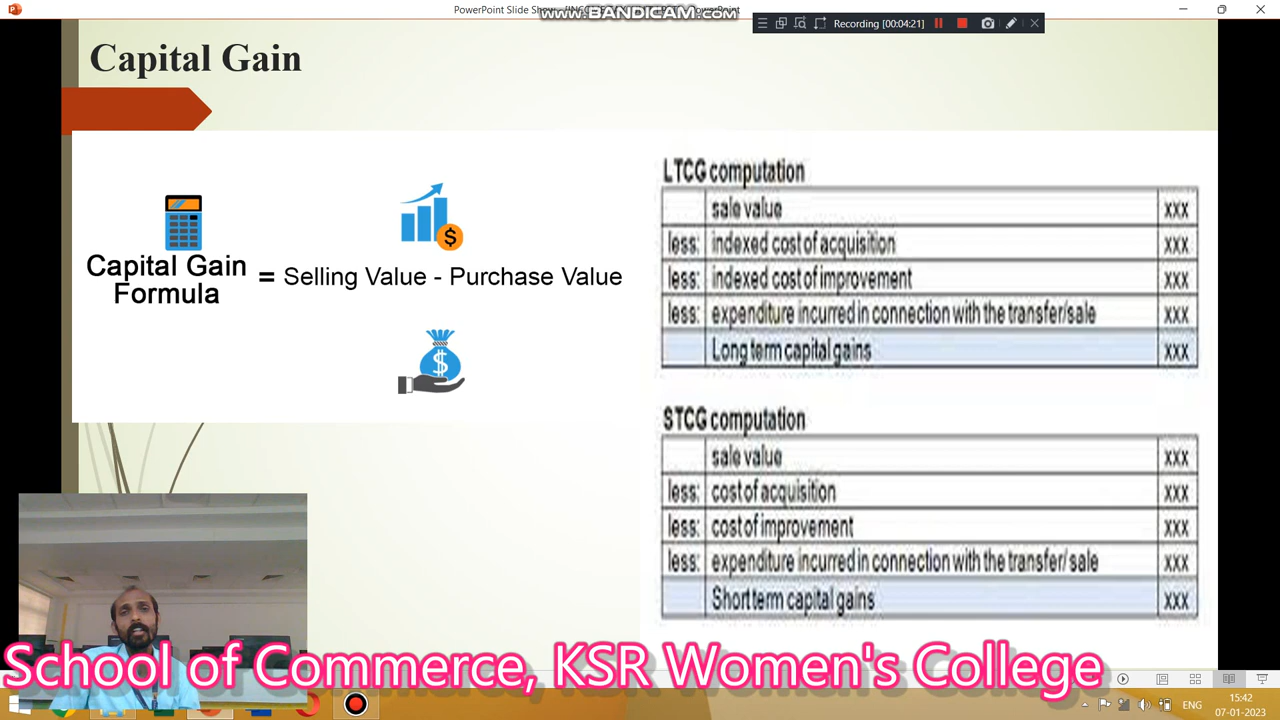 PowerPoint Slide Show
www.BANDICAM.com
Recording [00:04:21]
Capital Gain
Capital Gain
Formula
= Selling Value - Purchase Value
LTCG computation
sale value xxx
less: indexed cost of acquisition xxx
less: indexed cost of improvement xxx
less: expenditure incurred in connection with the transfer/sale xxx
Long term capital gains xxx
STCG computation
sale value xxx
less: cost of acquisition xxx
less: cost of improvement xxx
less: expenditure incurred in connection with the transfer/ sale xxx
Short term capital gains xxx
School of Commerce, KSR Women's College
ENG
15:42
07-01-2023